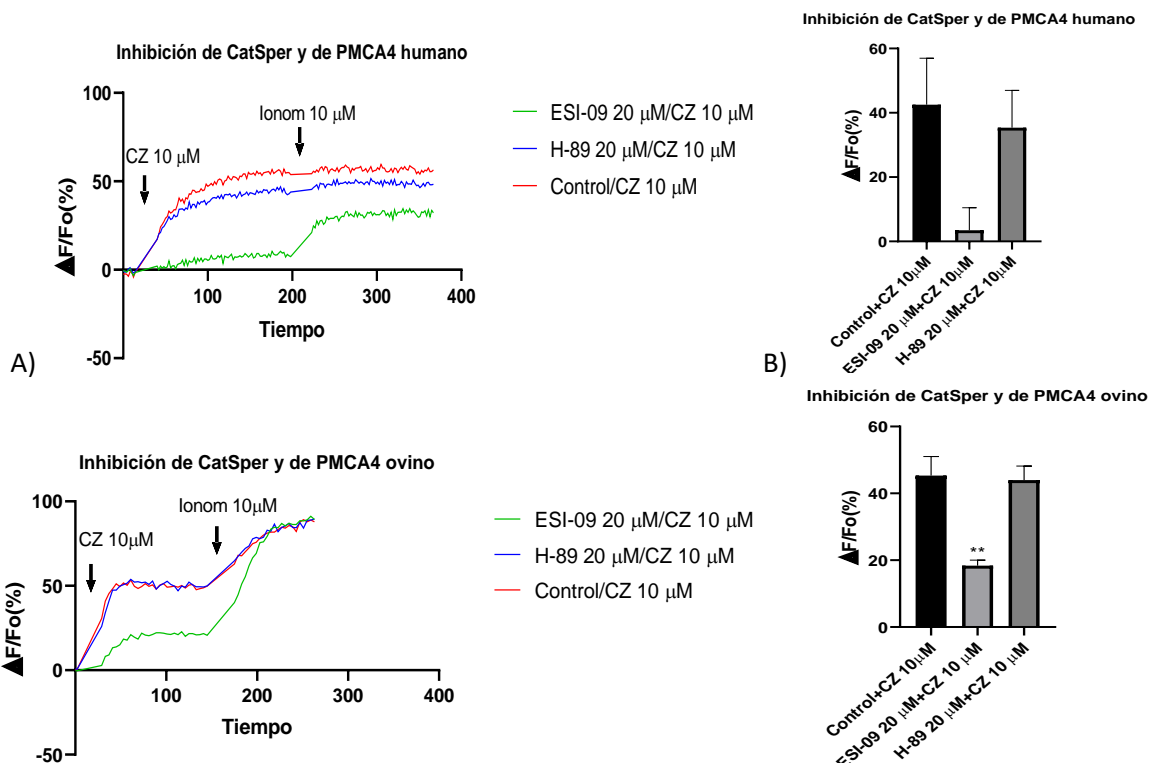 Inhibición de CatSper y de PMCA4 humano
100
50
0
-50
ΔF/Fo(%)
CZ 10 μM
Ionom 10 μM
100
200
300
400
Tiempo
ESI-09 20 μM/CZ 10 μM
H-89 20 μM/CZ 10 μM
Control/CZ 10 μM
A)
Inhibición de CatSper y de PMCA4 humano
60
40
20
0
ΔF/Fo(%)
Control+CZ 10μM
ESI-09 20 μM+CZ 10μM
H-89 20 μM+CZ 10μM
B)
Inhibición de CatSper y de PMCA4 ovino
100
50
0
-50
ΔF/Fo(%)
CZ 10μM
Ionom 10μM
100
200
300
400
Tiempo
ESI-09 20 μM/CZ 10 μM
H-89 20 μM/CZ 10 μM
Control/CZ 10 μM
Inhibición de CatSper y de PMCA4 ovino
60
40
20
0
ΔF/Fo(%)
**
Control+CZ 10μM
ESI-09 20 μM+CZ 10 μM
H-89 20 μM+CZ 10 μM